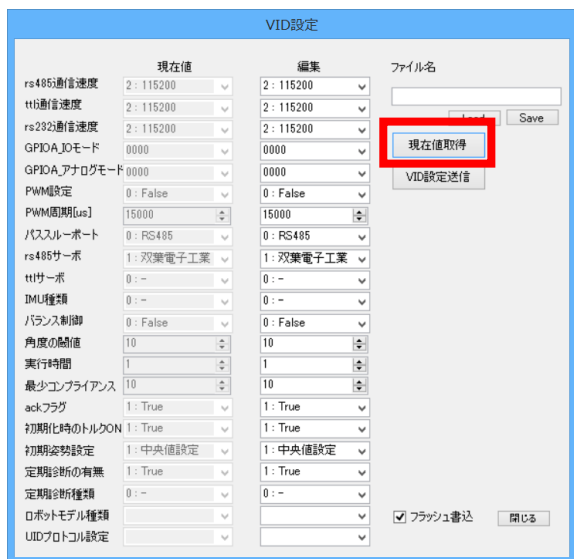 VID設定
現在値 編集 ファイル名
rs485通信速度 2 : 115200 2 : 115200
ttl通信速度 2 : 115200 2 : 115200
Load Save
rs232通信速度 2 : 115200 2 : 115200
現在値取得
GPIOA_IOモード 0000 0000
GPIOA_アナログモード 0000 0000
VID設定送信
PWM設定 0 : False 0 : False
PWM周期[us] 15000 15000
パススルーポート 0 : RS485 0 : RS485
rs485サーボ 1 : 双葉電子工業 1 : 双葉電子工業
ttlサーボ 0 : - 0 : -
IMU種類 0 : - 0 : -
バランス制御 0 : False 0 : False
角度の閾値 10 10
実行時間 1 1
最少コンプライアンス 10 10
ackフラグ 1 : True 1 : True
初期化時のトルクON 1 : True 1 : True
初期姿勢設定 1 : 中央値設定 1 : 中央値設定
定期診断の有無 1 : True 1 : True
定期診断種類 0 : - 0 : -
ロボットモデル種類
フラッシュ書込 閉じる
UIDプロトコル設定